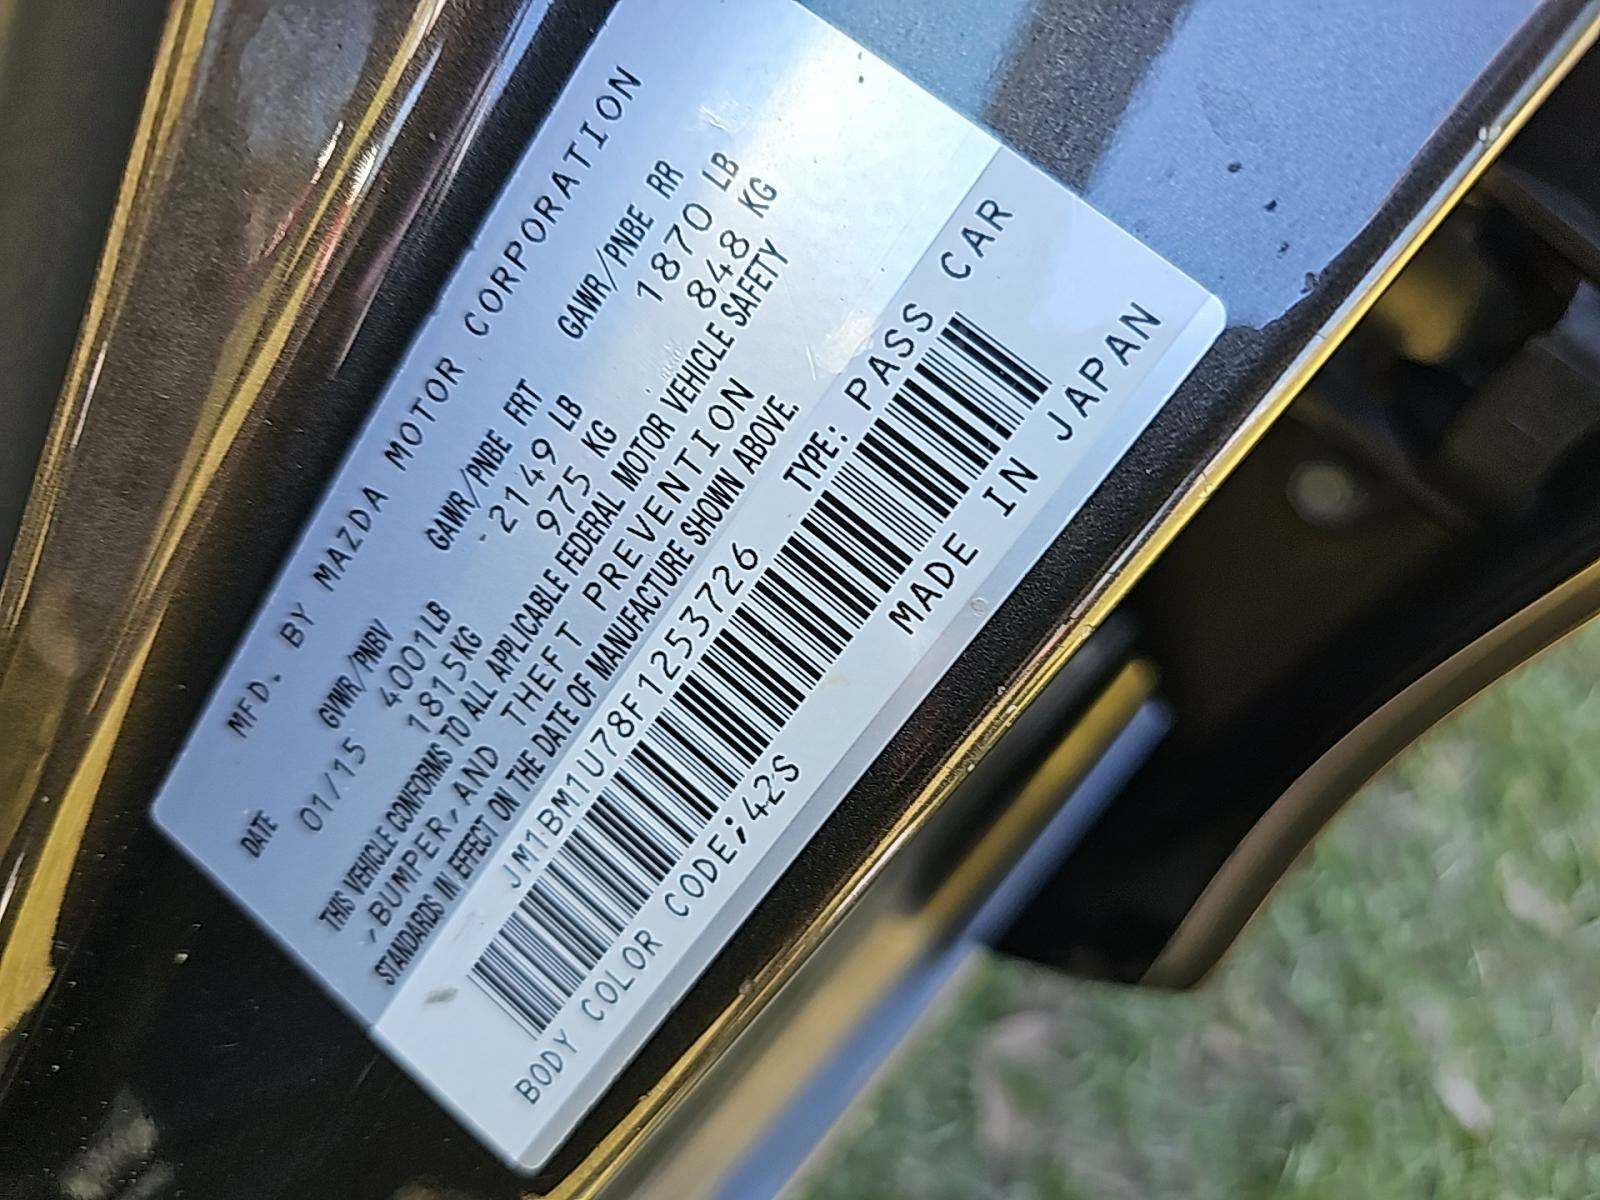 MFD. BY MAZDA MOTOR CORPORATION
DATE GVWR/PNBV GAWR/PNBE FRT GAWR/PNBE RR
01/15 4001LB 2149 LB 1870 LB
1815KG 975 KG 848 KG
THIS VEHICLE CONFORMS TO ALL APPLICABLE FEDERAL MOTOR VEHICLE SAFETY
,BUMPER, AND THEFT PREVENTION
STANDARDS IN EFFECT ON THE DATE OF MANUFACTURE SHOWN ABOVE.
JM1BM1U78F1253726 TYPE: PASS CAR
BODY COLOR CODE;42S MADE IN JAPAN